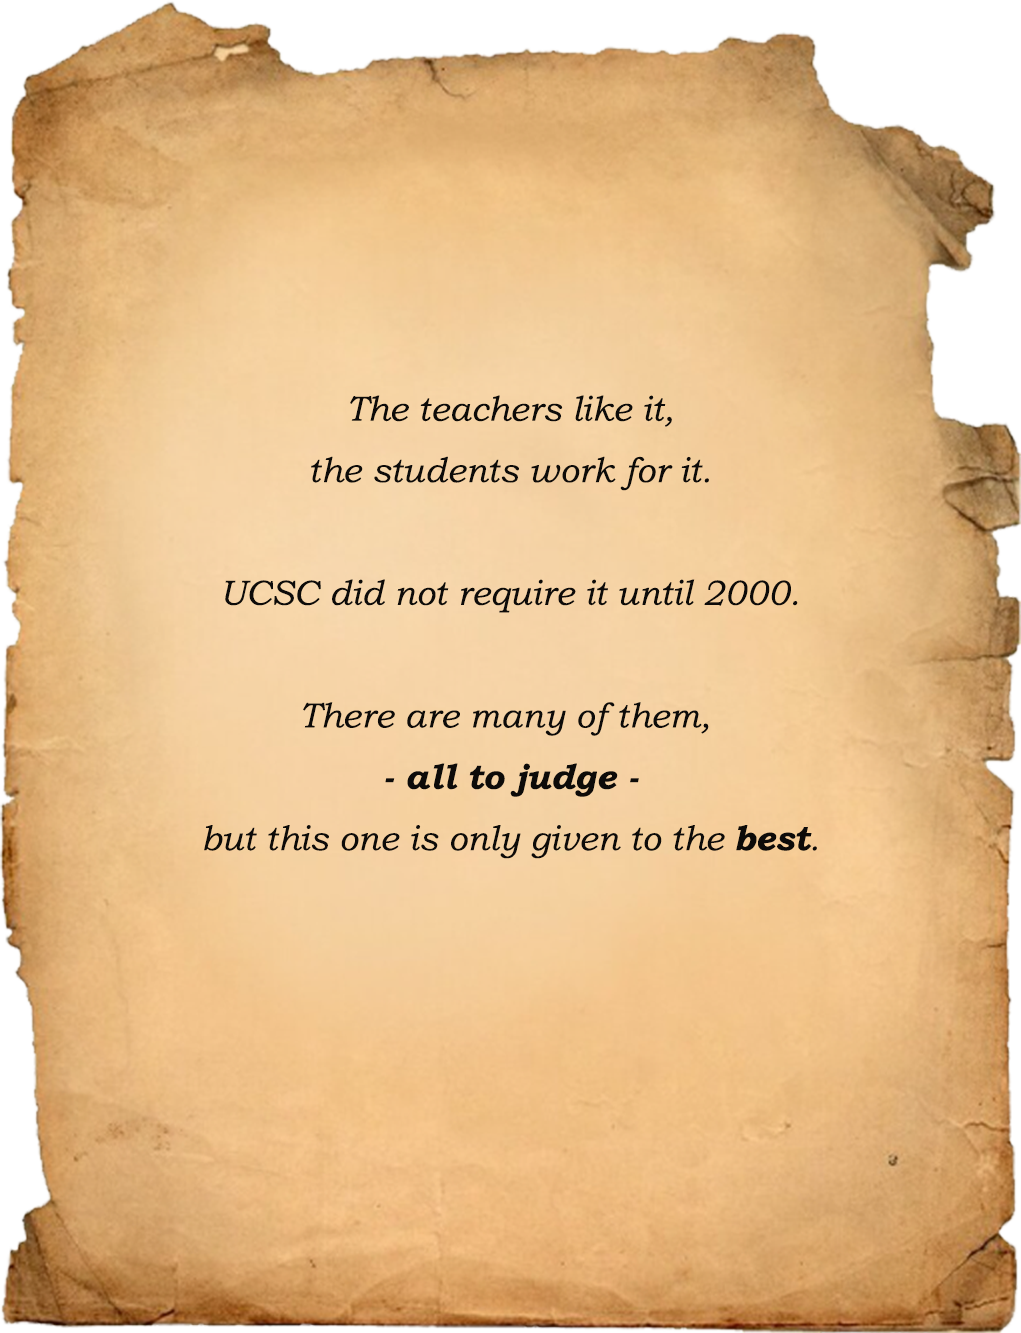 The teachers like it,
the students work for it.
UCSC did not require it until 2000.
There are many of them,
- all to judge -
but this one is only given to the best.